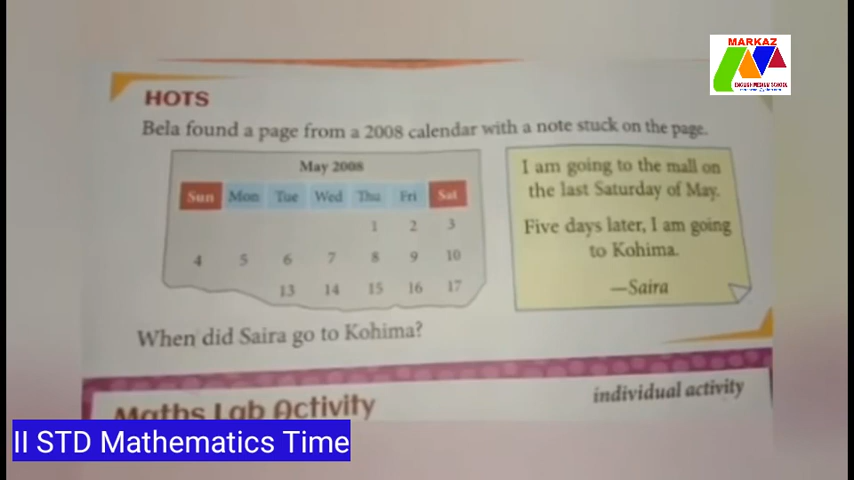 MARKAZ
HOTS
Bela found a page from a 2008 calendar with a note stuck on the page.
May 2008
Sun Mon Tue Wed Thu Fri Sat
1 2 3
4 5 6 7 8 9 10
13 14 15 16 17
I am going to the mall on
the last Saturday of May.
Five days later, I am going
to Kohima.
—Saira
When did Saira go to Kohima?
Maths Lab Activity
individual activity
II STD Mathematics Time